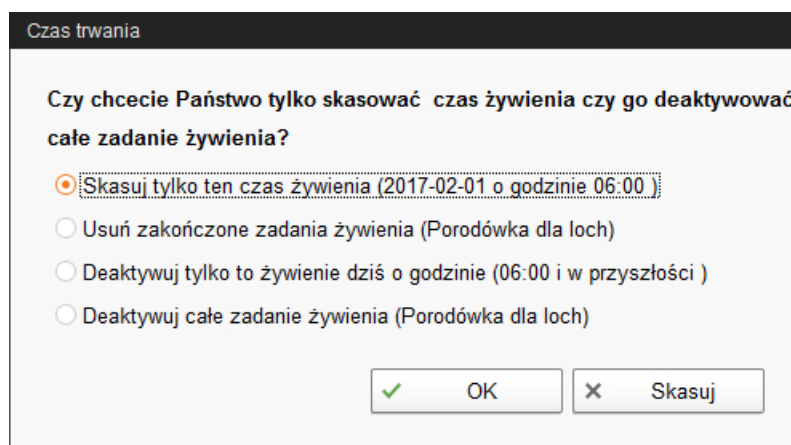 Czas trwania
Czy chcecie Państwo tylko skasować czas żywienia czy go deaktywować
całe zadanie żywienia?
Skasuj tylko ten czas żywienia (2017-02-01 o godzinie 06:00 )
Usuń zakończone zadania żywienia (Porodówka dla loch)
Deaktywuj tylko to żywienie dziś o godzinie (06:00 i w przyszłości )
Deaktywuj całe zadanie żywienia (Porodówka dla loch)
OK
Skasuj